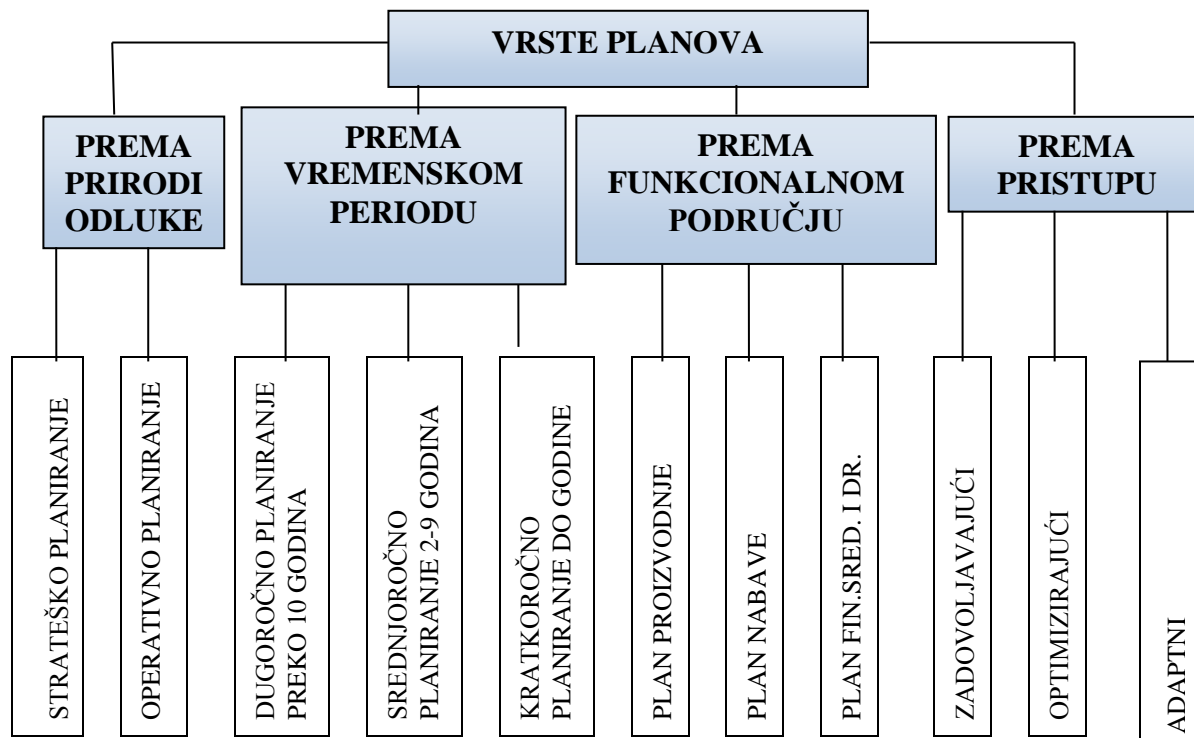 VRSTE PLANOVA
PREMA
PRIRODI
ODLUKE
PREMA
VREMENSKOM
PERIODU
PREMA
FUNKCIONALNOM
PODRUČJU
PREMA
PRISTUPU
STRATEŠKO PLANIRANJE
OPERATIVNO PLANIRANJE
DUGOROČNO PLANIRANJE
PREKO 10 GODINA
SREDNJOROČNO
PLANIRANJE 2-9 GODINA
KRATKOROČNO
PLANIRANJE DO GODINE
PLAN PROIZVODNJE
PLAN NABAVE
PLAN FIN.SRED. I DR.
ZADOVOLJAVAJUĆI
OPTIMIZIRAJUĆI
ADAPTNI